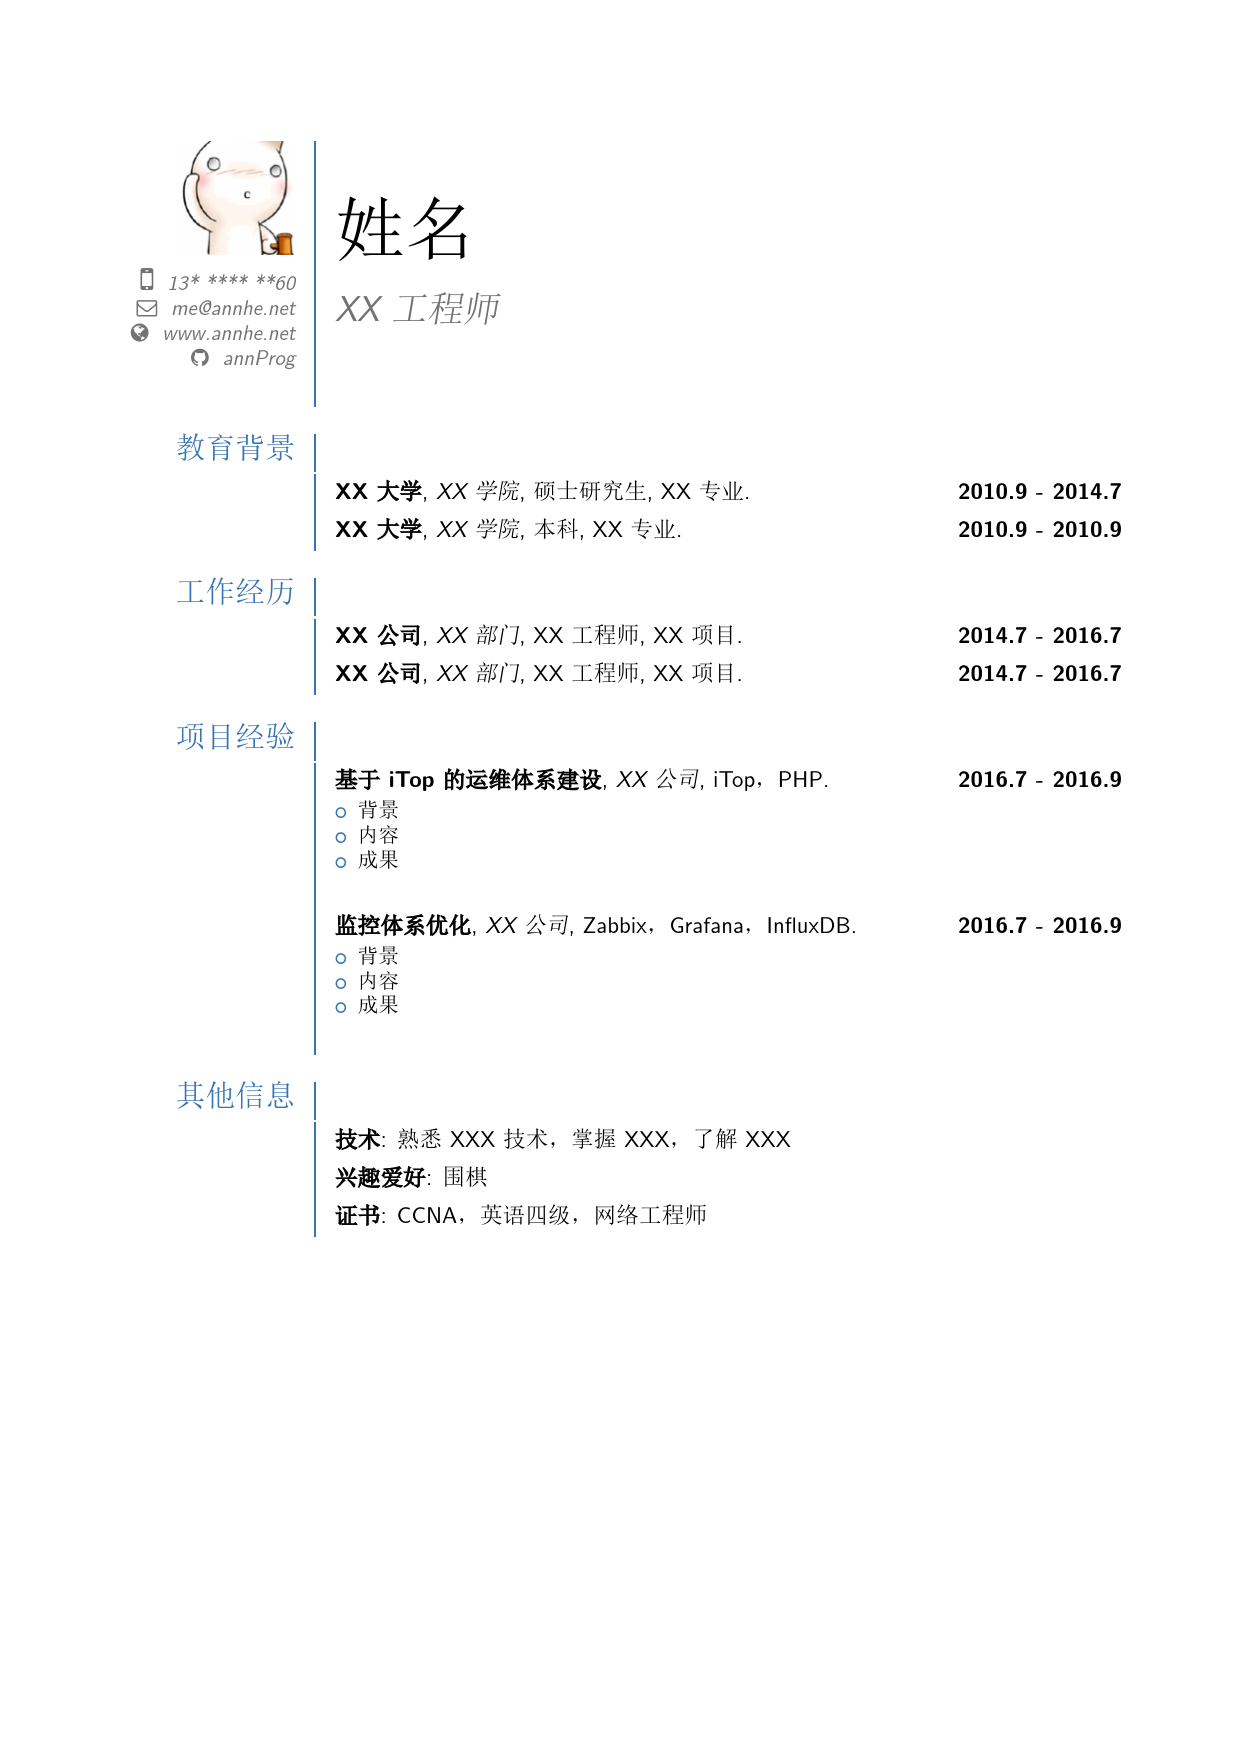 13* **** **60
me@annhe.net
www.annhe.net
annProg
姓名
XX 工程师
教育背景
XX 大学, XX 学院, 硕士研究生, XX 专业. 2010.9 - 2014.7
XX 大学, XX 学院, 本科, XX 专业. 2010.9 - 2010.9
工作经历
XX 公司, XX 部门, XX 工程师, XX 项目. 2014.7 - 2016.7
XX 公司, XX 部门, XX 工程师, XX 项目. 2014.7 - 2016.7
项目经验
基于 iTop 的运维体系建设, XX 公司, iTop，PHP. 2016.7 - 2016.9
背景
内容
成果
监控体系优化, XX 公司, Zabbix，Grafana，InfluxDB. 2016.7 - 2016.9
背景
内容
成果
其他信息
技术: 熟悉 XXX 技术，掌握 XXX，了解 XXX
兴趣爱好: 围棋
证书: CCNA，英语四级，网络工程师